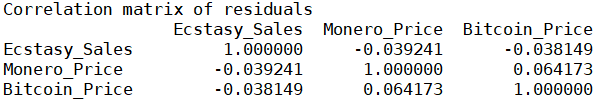 Correlation matrix of residuals
Ecstasy_Sales Monero_Price Bitcoin_Price
Ecstasy_Sales 1.000000 -0.039241 -0.038149
Monero_Price -0.039241 1.000000 0.064173
Bitcoin_Price -0.038149 0.064173 1.000000